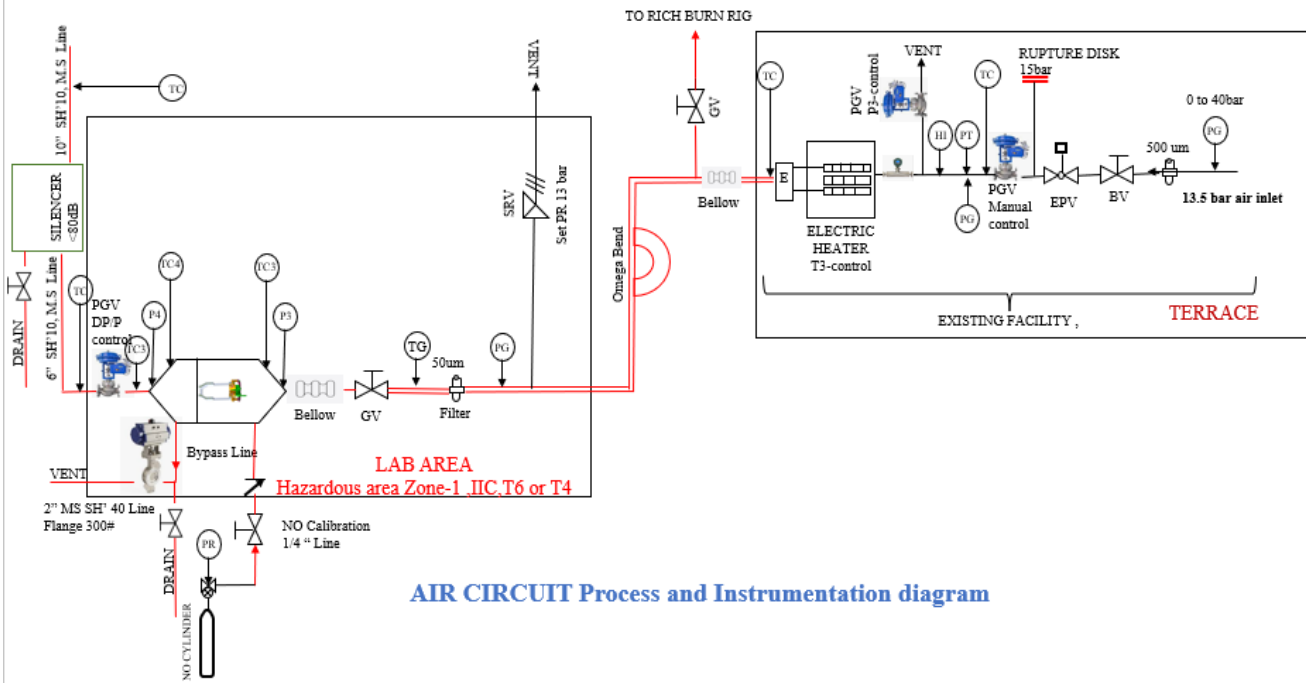 TO RICH BURN RIG
10” SH’10, M.S Line
TC
VENT
GV
TC
PGV
P3-control
VENT
TC
RUPTURE DISK
15bar
0 to 40bar
PG
500 um
HI
PT
PG
PGV
Manual
control
EPV
BV
13.5 bar air inlet
E
ELECTRIC
HEATER
T3-control
Bellow
EXISTING FACILITY ,
TERRACE
SILENCER
<80dB
SRV
Set PR 13 bar
Omega Bend
DRAIN
6” SH’10, M.S Line
TC
PGV
DP/P
control
TC3
P4
TC4
TC3
P3
TG
50um
PG
Bellow
GV
Filter
Bypass Line
LAB AREA
Hazardous area Zone-1 ,IIC,T6 or T4
VENT
2” MS SH’ 40 Line
Flange 300#
NO Calibration
1/4 “ Line
PR
DRAIN
NO CYLINDER
AIR CIRCUIT Process and Instrumentation diagram